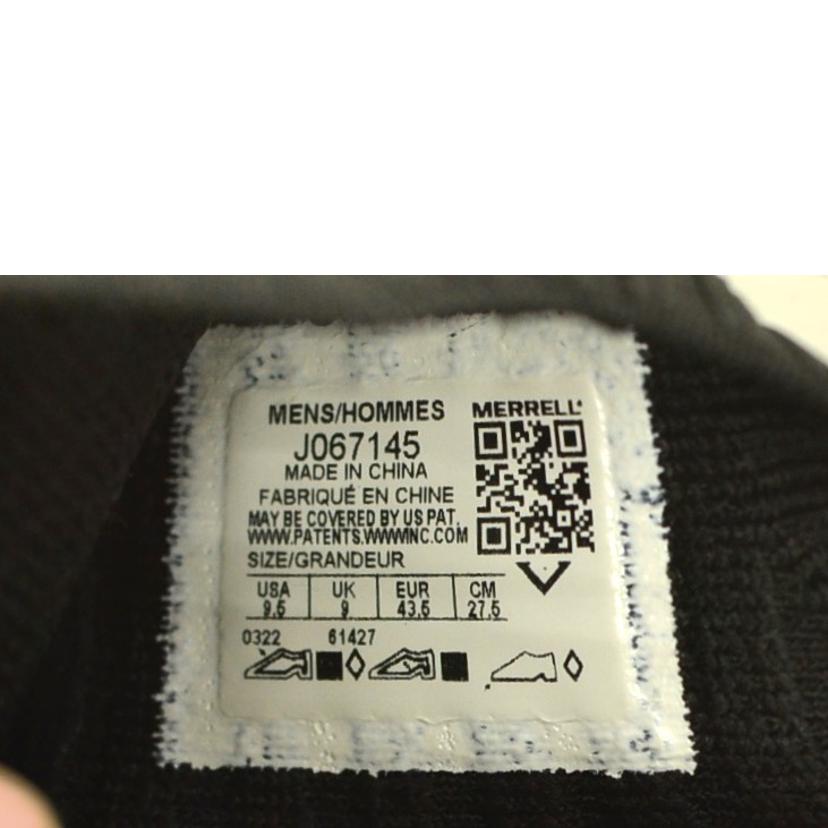 MENS/HOMMES
MERRELL
J067145
MADE IN CHINA
FABRIQUÉ EN CHINE
MAY BE COVERED BY US PAT.
WWW.PATENTS.WWWINC.COM
SIZE/GRANDEUR
USA UK EUR CM
9.5 9 43.5 27.5
0322 61427